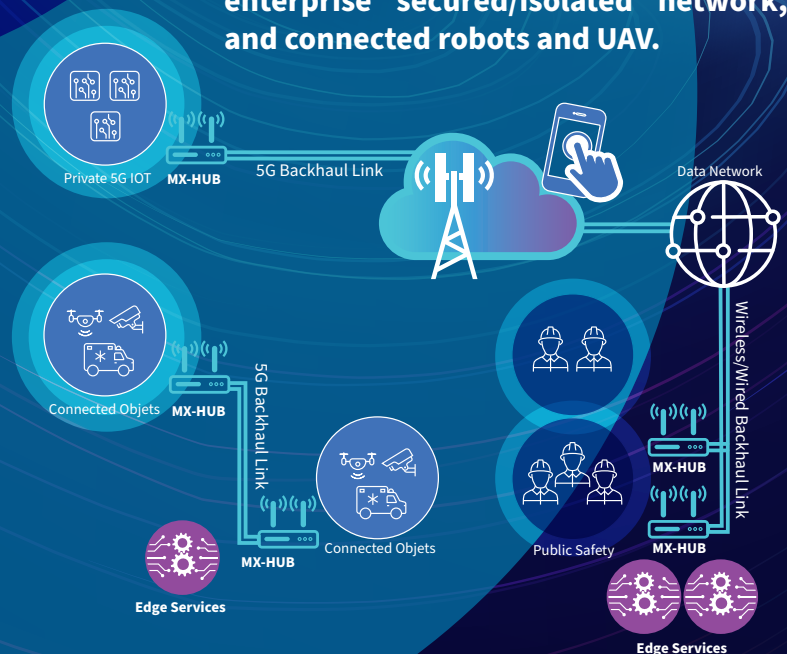 enterprise secured/isolated network,
and connected robots and UAV.
Private 5G IOT
MX-HUB
5G Backhaul Link
Data Network
Connected Objets
MX-HUB
5G Backhaul Link
Wireless/Wired Backhaul Link
MX-HUB
MX-HUB
Connected Objets
MX-HUB
Public Safety
Edge Services
Edge Services